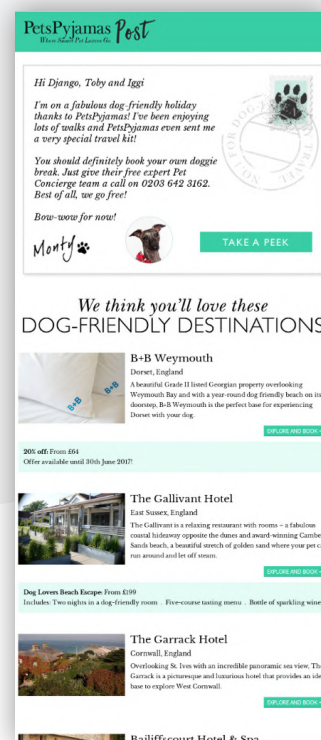 PetsPyjamas Post
Where Smart Pet Lovers Go
Hi Django, Toby and Iggi
I'm on a fabulous dog-friendly holiday
thanks to PetsPyjamas! I've been enjoying
lots of walks and PetsPyjamas even sent me
a very special travel kit!
You should definitely book your own doggie
break. Just give their free expert Pet
Concierge team a call on 0203 642 3162.
Best of all, we go free!
Bow-wow for now!
Monty
TAKE A PEEK
We think you'll love these
DOG-FRIENDLY DESTINATIONS
B+B Weymouth
Dorset, England
A beautiful Grade II listed Georgian property overlooking
Weymouth Bay and with a year-round dog friendly beach on its
doorstep, B+B Weymouth is the perfect base for experiencing
Dorset with your dog.
B+B
B+B
EXPLORE AND BOOK
20% off: From £64
Offer available until 30th June 2017!
The Gallivant Hotel
East Sussex, England
The Gallivant is a relaxing restaurant with rooms – a fabulous
coastal hideaway opposite the dunes and award-winning Cambe
Sands beach, a beautiful stretch of golden sand where your pet c
run around and let off steam.
EXPLORE AND BOOK
Dog Lovers Beach Escape: From £199
Includes: Two nights in a dog-friendly room . Five-course tasting menu . Bottle of sparkling wine
The Garrack Hotel
Cornwall, England
Overlooking St. Ives with an incredible panoramic sea view, Th
Garrack is a picturesque and luxurious hotel that provides an ide
base to explore West Cornwall.
EXPLORE AND BOOK
Bailiffscourt Hotel & Spa